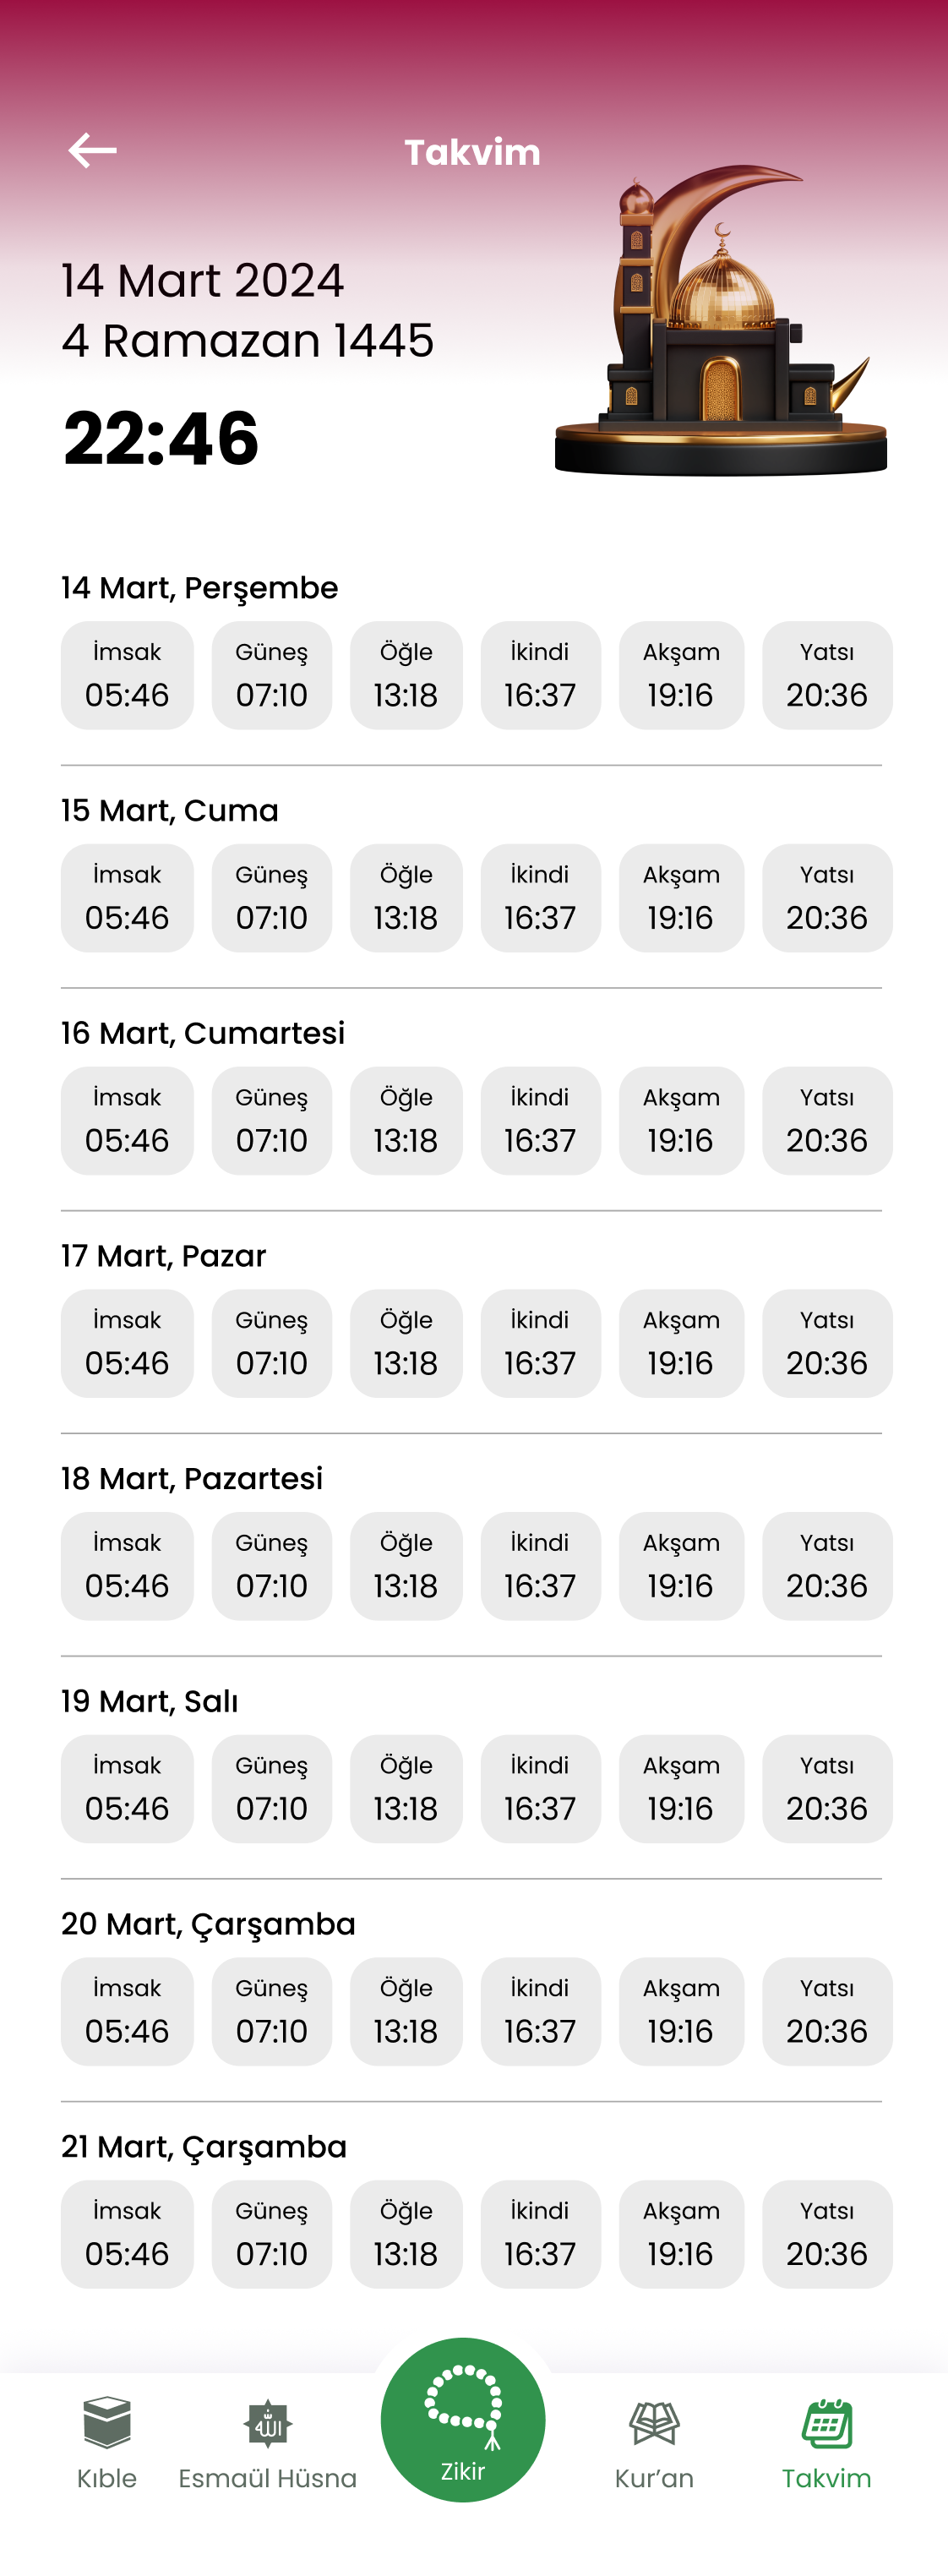 Takvim
14 Mart 2024
4 Ramazan 1445
22:46
14 Mart, Perşembe
İmsak Güneş Öğle İkindi Akşam Yatsı
05:46 07:10 13:18 16:37 19:16 20:36
15 Mart, Cuma
İmsak Güneş Öğle İkindi Akşam Yatsı
05:46 07:10 13:18 16:37 19:16 20:36
16 Mart, Cumartesi
İmsak Güneş Öğle İkindi Akşam Yatsı
05:46 07:10 13:18 16:37 19:16 20:36
17 Mart, Pazar
İmsak Güneş Öğle İkindi Akşam Yatsı
05:46 07:10 13:18 16:37 19:16 20:36
18 Mart, Pazartesi
İmsak Güneş Öğle İkindi Akşam Yatsı
05:46 07:10 13:18 16:37 19:16 20:36
19 Mart, Salı
İmsak Güneş Öğle İkindi Akşam Yatsı
05:46 07:10 13:18 16:37 19:16 20:36
20 Mart, Çarşamba
İmsak Güneş Öğle İkindi Akşam Yatsı
05:46 07:10 13:18 16:37 19:16 20:36
21 Mart, Çarşamba
İmsak Güneş Öğle İkindi Akşam Yatsı
05:46 07:10 13:18 16:37 19:16 20:36
الله
Kıble Esmaül Hüsna Zikir Kur’an Takvim